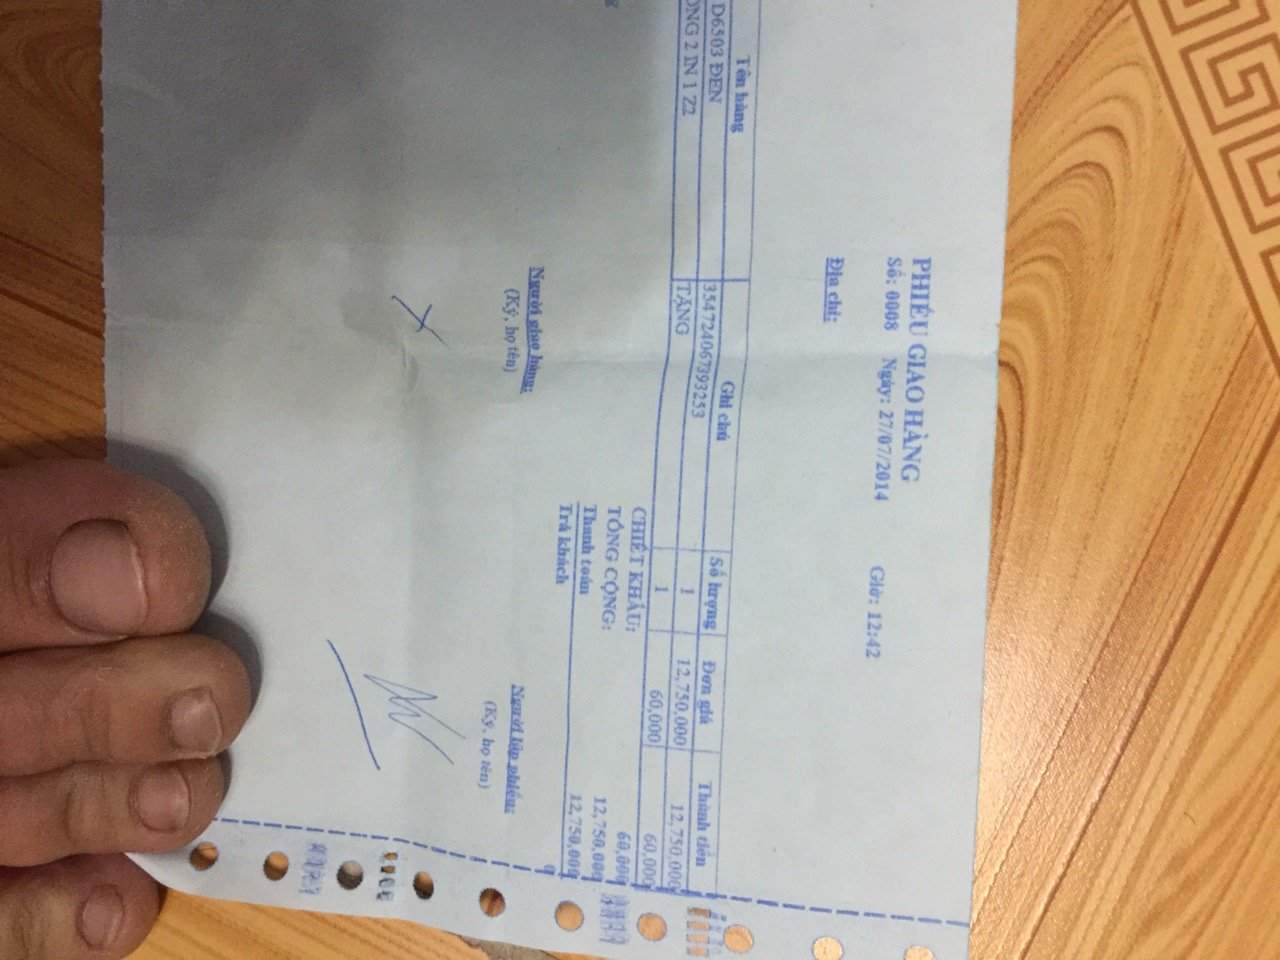 PHIẾU GIAO HÀNG
Số: 0008 Ngày: 27/07/2014 Giờ: 12:42
Địa chỉ:
Tên hàng Ghi chú Số lượng Đơn giá Thành tiền
D6503 ĐEN 354724067393253 1 12,750,000 12,750,000
ONG 2 IN 1 Z2 TẶNG 1 60,000 60,000
CHIẾT KHẤU: 60,000
TỔNG CỘNG: 12,750,000
Thanh toán 12,750,000
Trả khách 0
Người giao hàng: Người lập phiếu:
(Ký, họ tên) (Ký, họ tên)